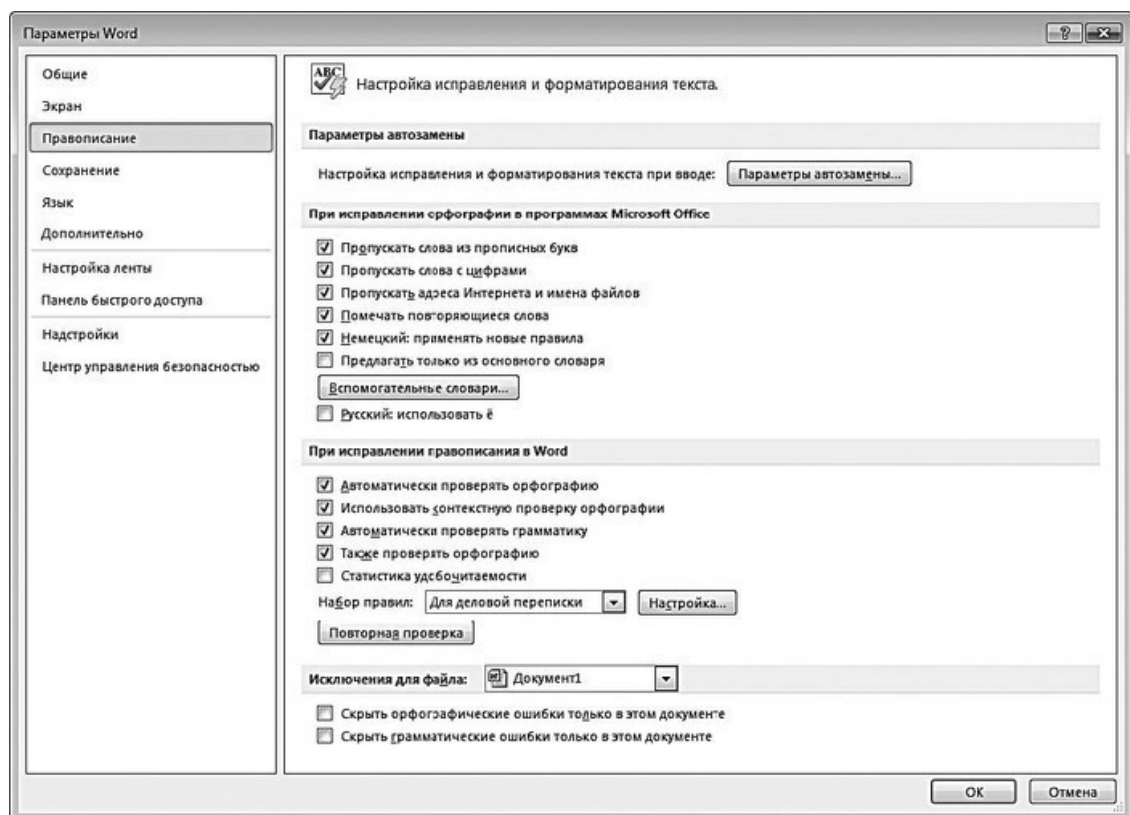 Параметры Word
Общие
Экран
Правописание
Сохранение
Язык
Дополнительно
Настройка ленты
Панель быстрого доступа
Надстройки
Центр управления безопасностью
ABC
Настройка исправления и форматирования текста.
Параметры автозамены
Настройка исправления и форматирования текста при вводе: Параметры автозамены...
При исправлении орфографии в программах Microsoft Office
Пропускать слова из прописных букв
Пропускать слова с цифрами
Пропускать адреса Интернета и имена файлов
Помечать повторяющиеся слова
Немецкий: применять новые правила
Предлагать только из основного словаря
Вспомогательные словари...
Русский: использовать ё
При исправлении правописания в Word
Автоматически проверять орфографию
Использовать контекстную проверку орфографии
Автоматически проверять грамматику
Также проверять орфографию
Статистика удобочитаемости
Набор правил: Для деловой переписки Настройка...
Повторная проверка
Исключения для файла: Документ1
Скрыть орфографические ошибки только в этом документе
Скрыть грамматические ошибки только в этом документе
ОК Отмена